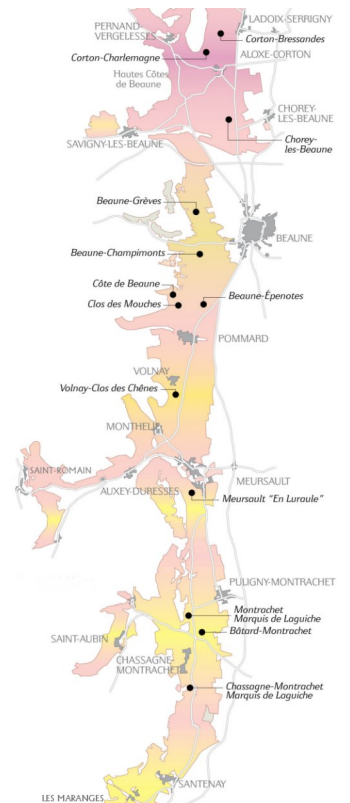 PERNAND-
VERGELESSES
LADOIX-SERRIGNY
Corton-Bressandes
Corton-Charlemagne
ALOXE-CORTON
Hautes Côtes
de Beaune
CHOREY-
LES-BEAUNE
SAVIGNY-LES-BEAUNE
Chorey-
les-Beaune
Beaune-Grèves
BEAUNE
Beaune-Champimonts
Côte de Beaune
Clos des Mouches
Beaune-Épenotes
POMMARD
VOLNAY
Volnay-Clos des Chênes
MONTHELIE
SAINT-ROMAIN
MEURSAULT
AUXEY-DURESSES
Meursault "En Luraule"
PULIGNY-MONTRACHET
Montrachet
Marquis de Laguiche
SAINT-AUBIN
Bâtard-Montrachet
CHASSAGNE-
MONTRACHET
Chassagne-Montrachet
Marquis de Laguiche
SANTENAY
LES MARANGES